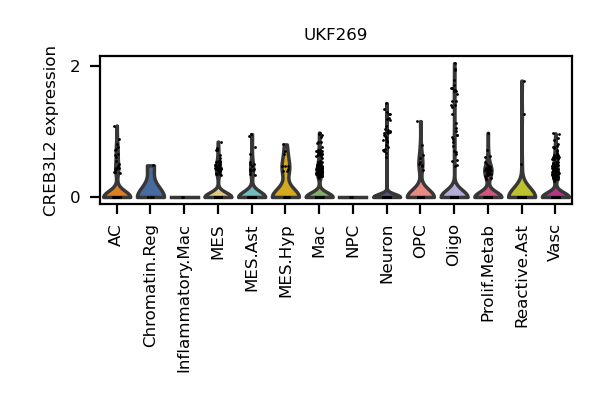 UKF269
CREB3L2 expression
2
0
AC
Chromatin.Reg
Inflammatory.Mac
MES
MES.Ast
MES.Hyp
Mac
NPC
Neuron
OPC
Oligo
Prolif.Metab
Reactive.Ast
Vasc